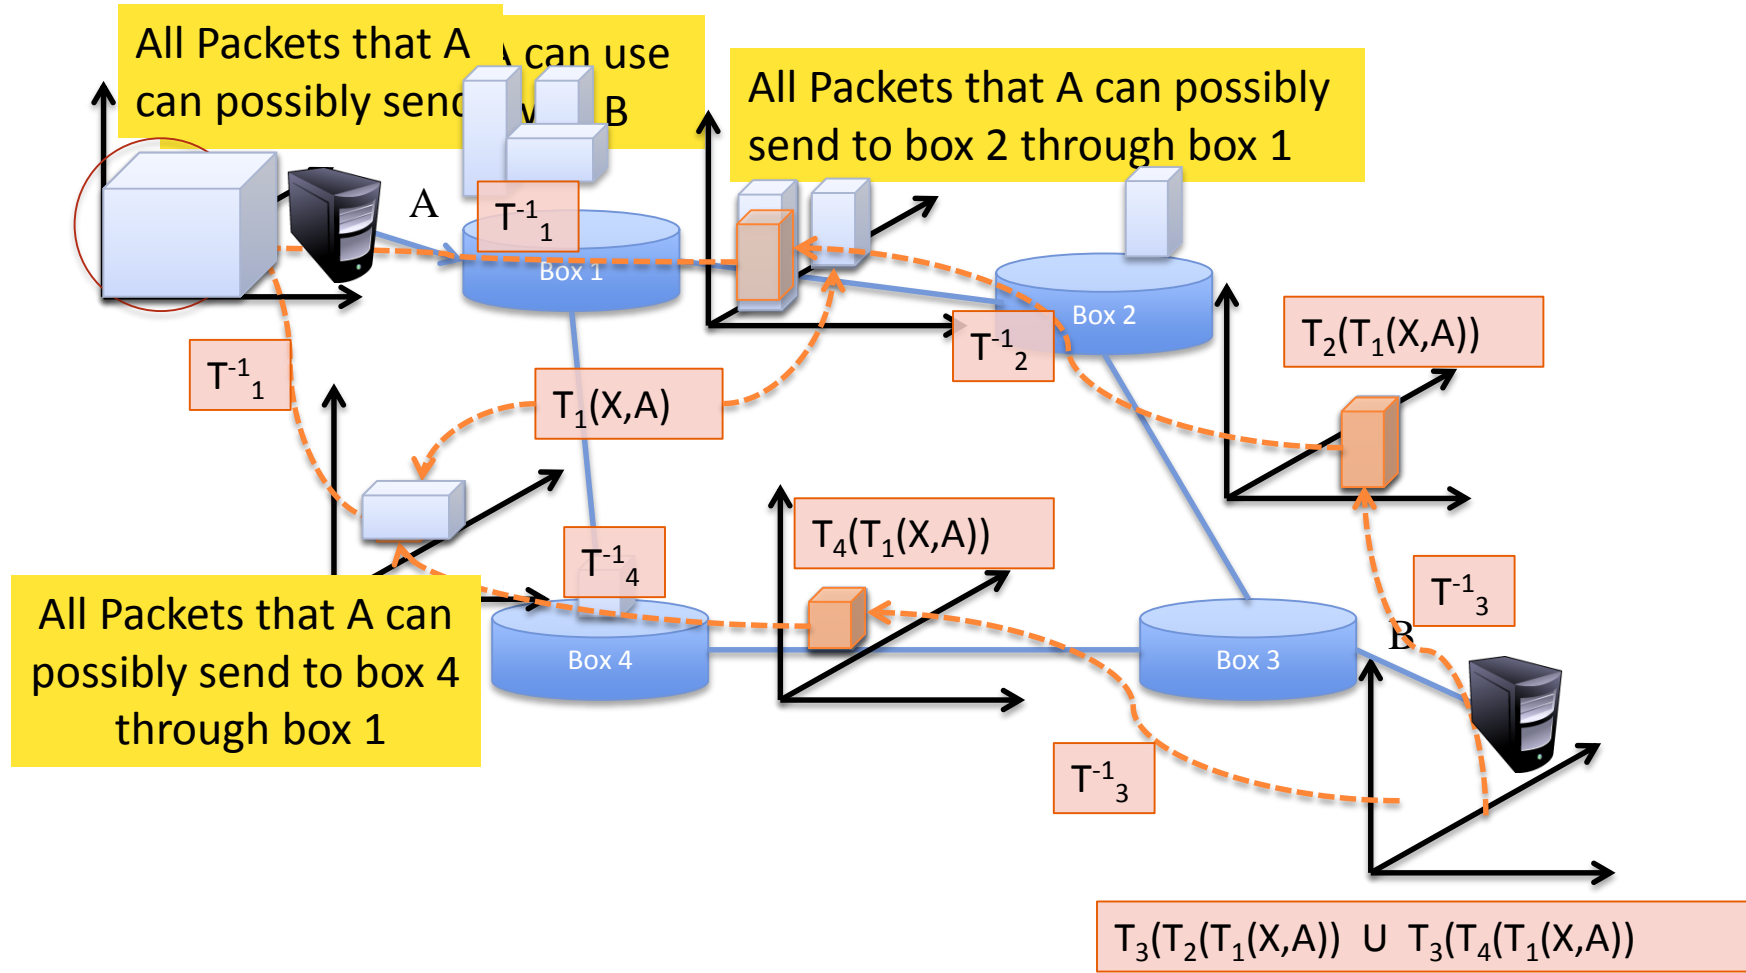 All Packets that A
can possibly send
A can use
B
All Packets that A can possibly
send to box 2 through box 1
A
T⁻¹₁
Box 1
Box 2
T₂(T₁(X,A))
T⁻¹₂
T⁻¹₁
T₁(X,A)
T₄(T₁(X,A))
T⁻¹₄
T⁻¹₃
All Packets that A can
possibly send to box 4
through box 1
Box 4
Box 3
B
T⁻¹₃
T₃(T₂(T₁(X,A)) U T₃(T₄(T₁(X,A))